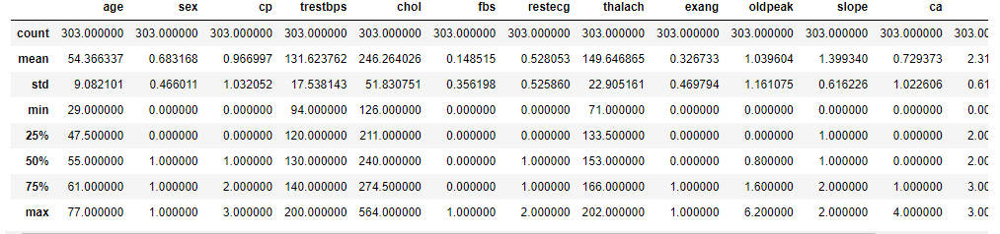 age sex cp trestbps chol fbs restecg thalach exang oldpeak slope ca
count 303.000000 303.000000 303.000000 303.000000 303.000000 303.000000 303.000000 303.000000 303.000000 303.000000 303.000000 303.000000 303.00
mean 54.366337 0.683168 0.966997 131.623762 246.264026 0.148515 0.528053 149.646865 0.326733 1.039604 1.399340 0.729373 2.31
std 9.082101 0.466011 1.032052 17.538143 51.830751 0.356198 0.525860 22.905161 0.469794 1.161075 0.616226 1.022606 0.61
min 29.000000 0.000000 0.000000 94.000000 126.000000 0.000000 0.000000 71.000000 0.000000 0.000000 0.000000 0.000000 0.00
25% 47.500000 0.000000 0.000000 120.000000 211.000000 0.000000 0.000000 133.500000 0.000000 0.000000 1.000000 0.000000 2.00
50% 55.000000 1.000000 1.000000 130.000000 240.000000 0.000000 1.000000 153.000000 0.000000 0.800000 1.000000 0.000000 2.00
75% 61.000000 1.000000 2.000000 140.000000 274.500000 0.000000 1.000000 166.000000 1.000000 1.600000 2.000000 1.000000 3.00
max 77.000000 1.000000 3.000000 200.000000 564.000000 1.000000 2.000000 202.000000 1.000000 6.200000 2.000000 4.000000 3.00